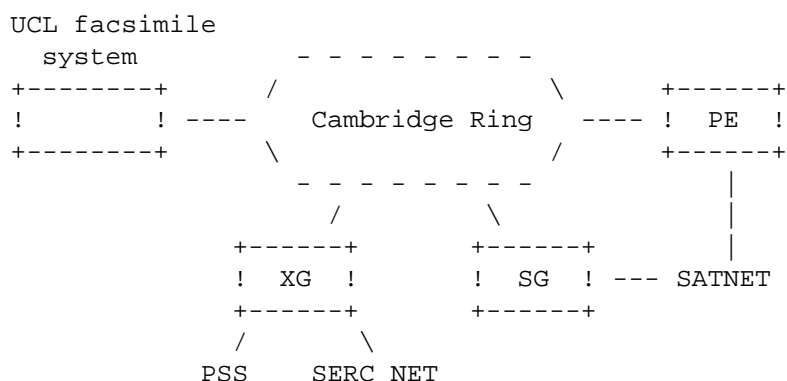 UCL facsimile
system
Cambridge Ring
PE
XG
SG
SATNET
PSS SERC NET